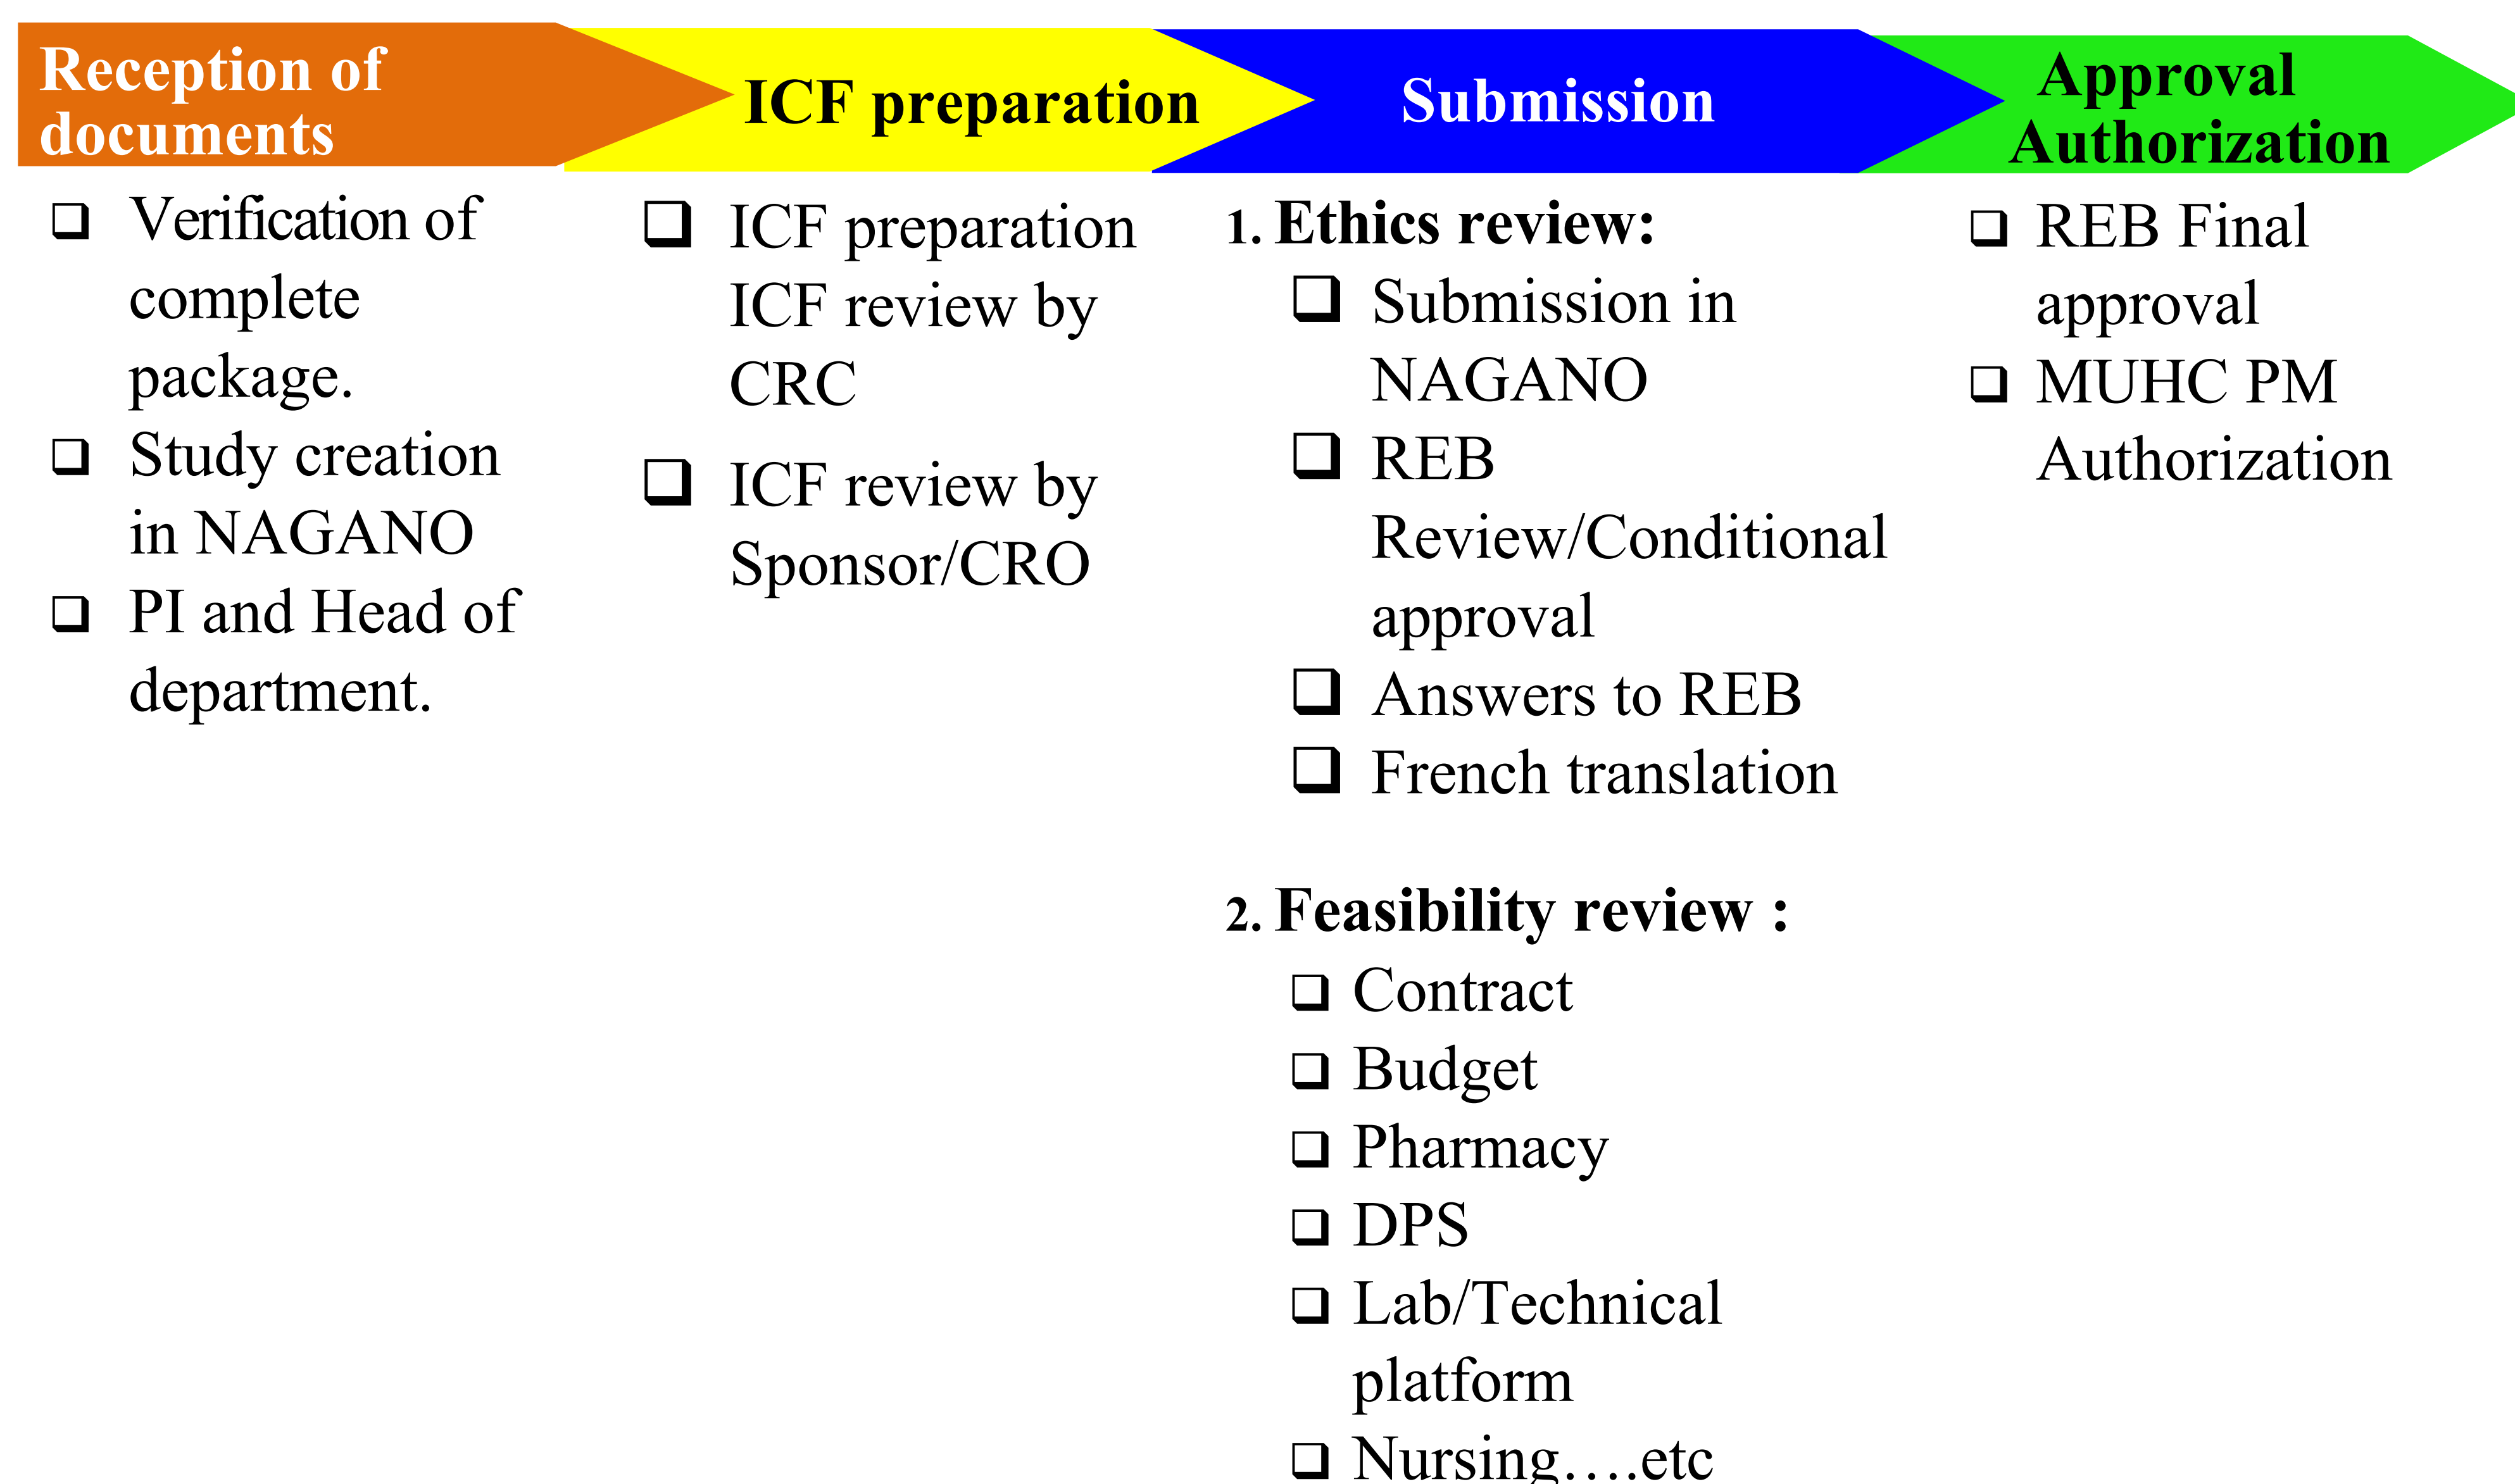 Reception of
documents
ICF preparation
Submission
Approval
Authorization
❑ Verification of
complete
package.
❑ Study creation
in NAGANO
❑ PI and Head of
department.
❑ ICF preparation
ICF review by
CRC
❑ ICF review by
Sponsor/CRO
1. Ethics review:
❑ Submission in
NAGANO
❑ REB
Review/Conditional
approval
❑ Answers to REB
❑ French translation
2. Feasibility review :
❑ Contract
❑ Budget
❑ Pharmacy
❑ DPS
❑ Lab/Technical
platform
❑ Nursing....etc
❑ REB Final
approval
❑ MUHC PM
Authorization